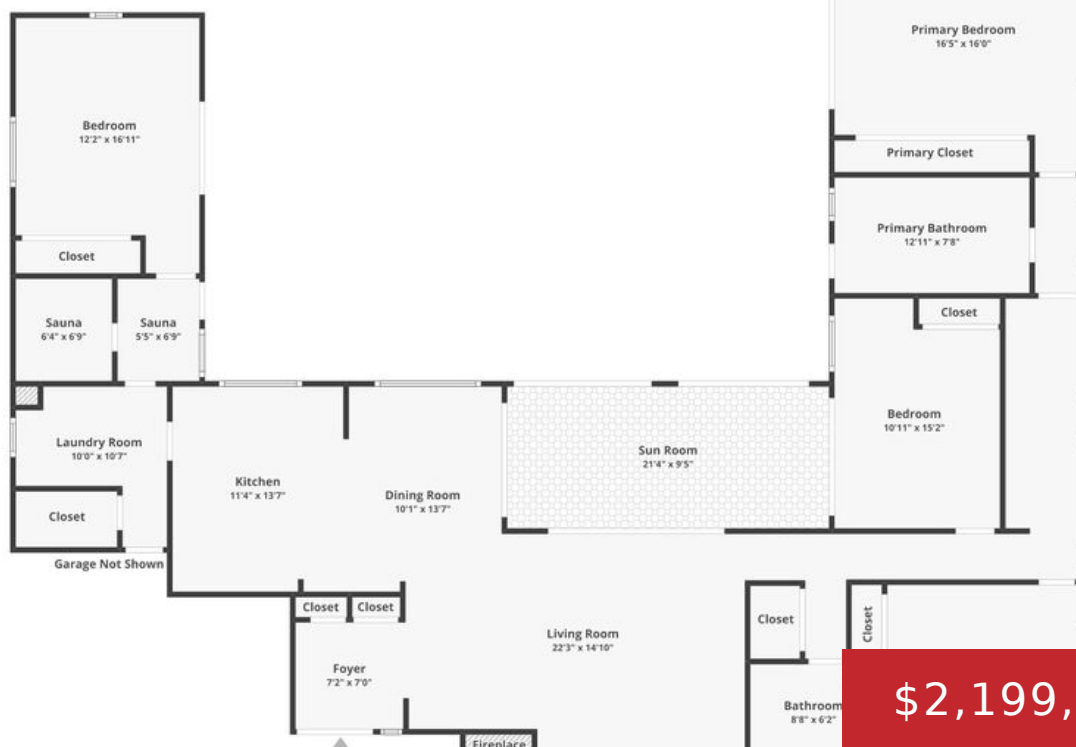 Primary Bedroom
16'5" x 16'0"
Bedroom
12'2" x 16'11"
Primary Closet
Primary Bathroom
12'11" x 7'8"
Closet
Sauna
6'4" x 6'9"
Sauna
5'5" x 6'9"
Closet
Bedroom
10'11" x 15'2"
Laundry Room
10'0" x 10'7"
Kitchen
11'4" x 13'7"
Dining Room
10'1" x 13'7"
Sun Room
21'4" x 9'5"
Closet
Garage Not Shown
Closet
Closet
Living Room
22'3" x 14'10"
Closet
Closet
Foyer
7'2" x 7'0"
Bathroom
8'8" x 6'2"
Fireplace
$2,199,